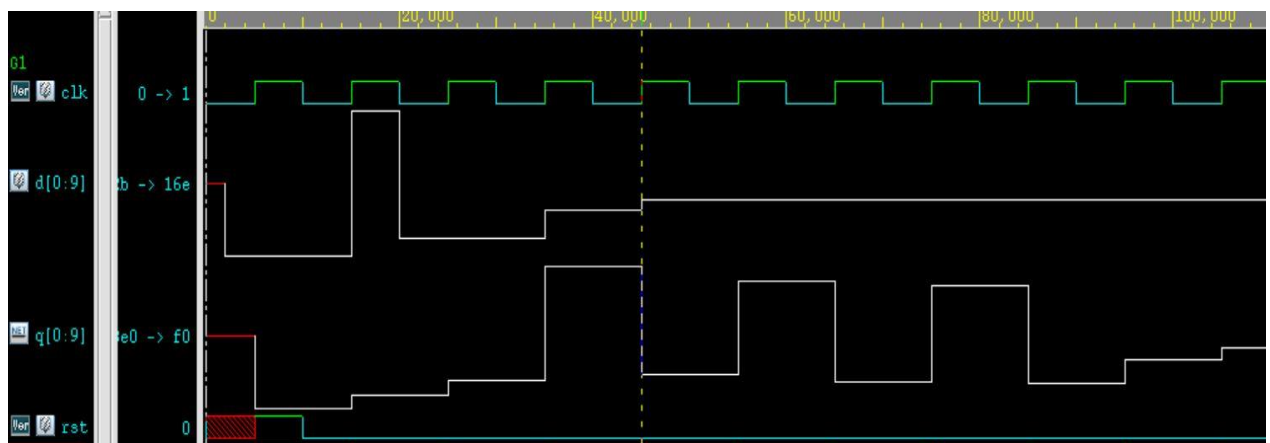 0 20,000 40,000 60,000 80,000 100,000
G1
clk 0 -> 1
d[0:9] 2b -> 16e
q[0:9] 3e0 -> f0
rst 0